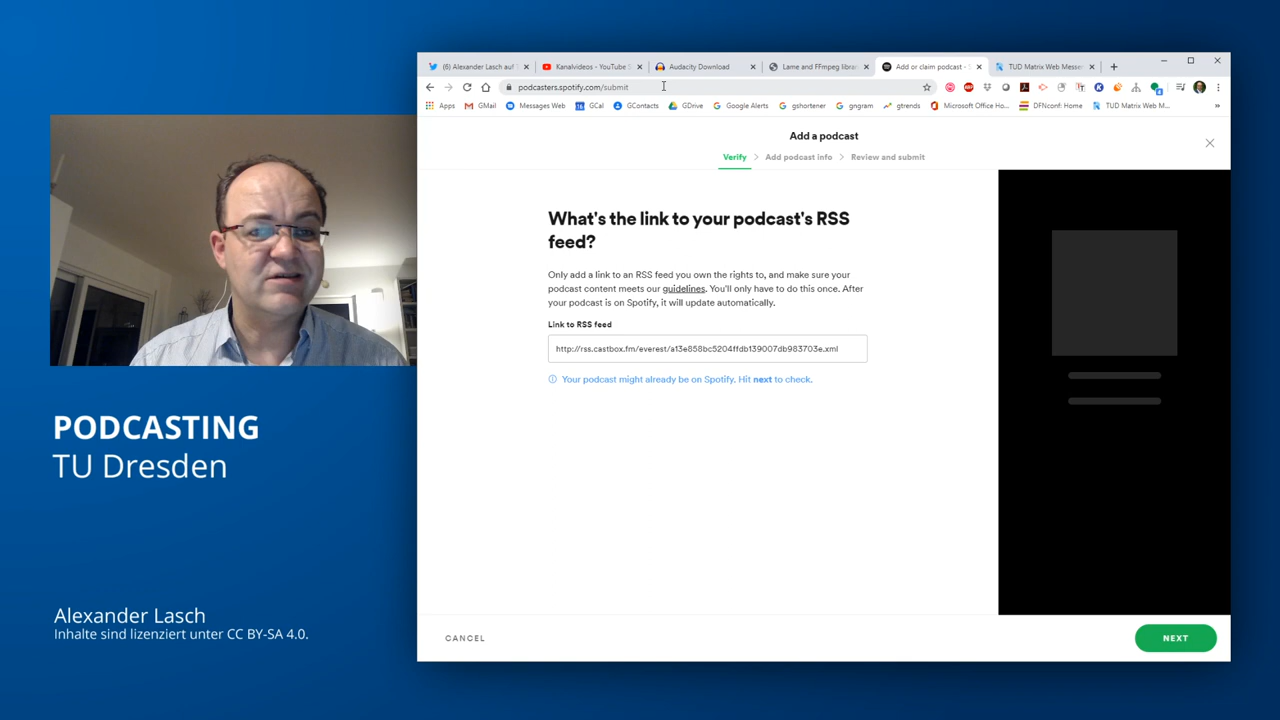 (6) Alexander Lasch auf T
Kanalvideos - YouTube S
Audacity Download
Lame and FFmpeg libra
Add or claim podcast - S
TUD Matrix Web Messe
podcasters.spotify.com/submit
Apps
GMail
Messages Web
GCal
GContacts
GDrive
Google Alerts
gshortener
gngram
gtrends
Microsoft Office Ho...
DFNconf: Home
TUD Matrix Web M...
Add a podcast
Verify
Add podcast info
Review and submit
What's the link to your podcast's RSS
feed?
Only add a link to an RSS feed you own the rights to, and make sure your
podcast content meets our guidelines. You'll only have to do this once. After
your podcast is on Spotify, it will update automatically.
Link to RSS feed
http://rss.castbox.fm/everest/a13e858bc5204ffdb139007db983703e.xml
Your podcast might already be on Spotify. Hit next to check.
CANCEL
NEXT
PODCASTING
TU Dresden
Alexander Lasch
Inhalte sind lizenziert unter CC BY-SA 4.0.